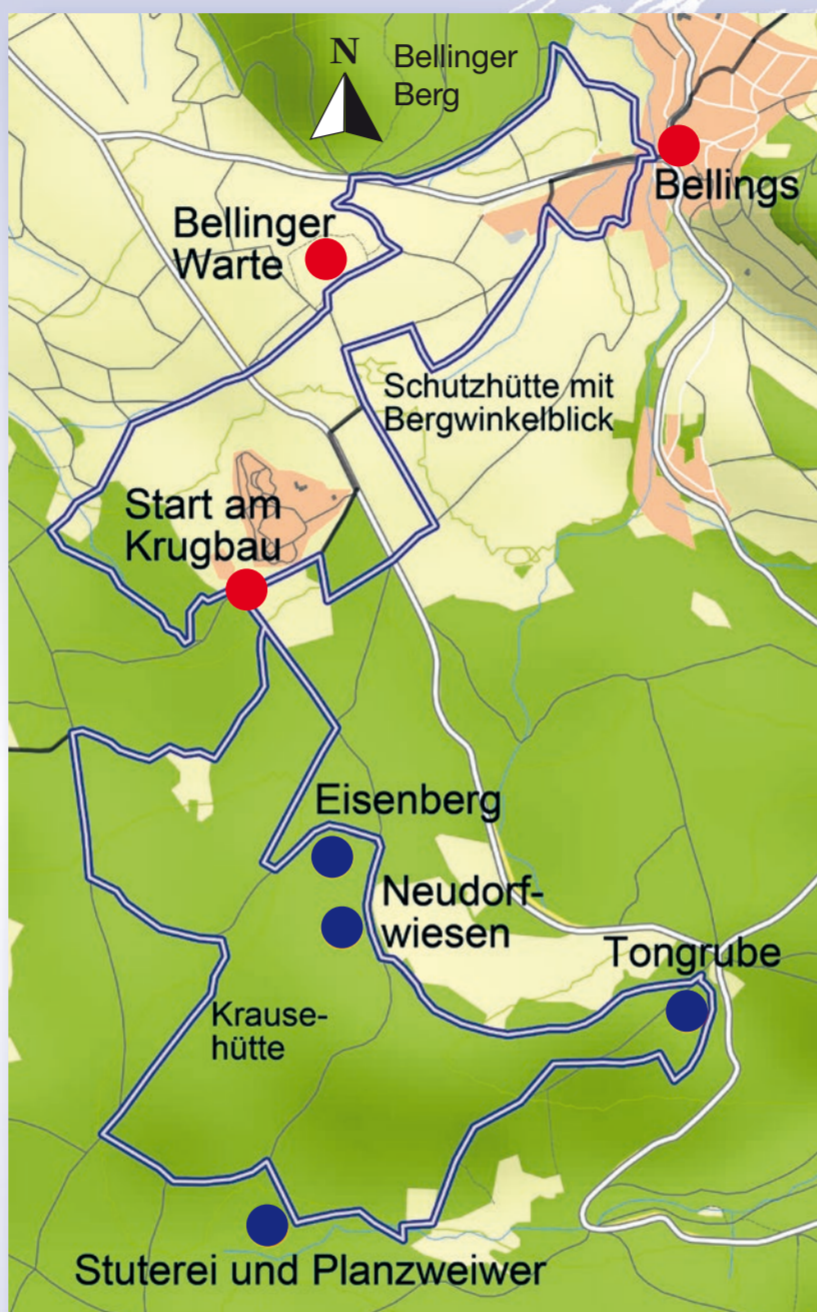 N
Bellinger
Berg
Bellings
Bellinger
Warte
Schutzhütte mit
Bergwinkelblick
Start am
Krugbau
Eisenberg
Neudorf-
wiesen
Tongrube
Krause-
hütte
Stuterei und Planzweiwer